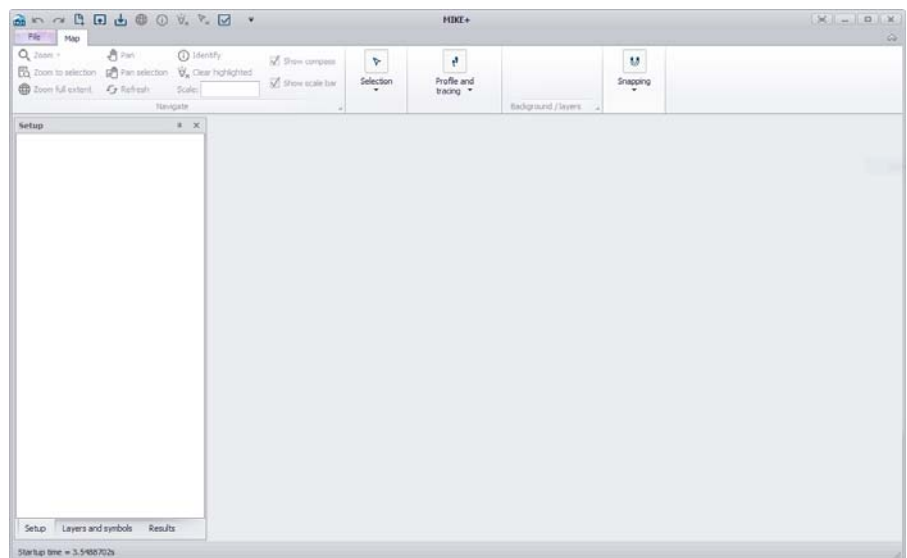 MIKE+
File Map
Zoom Pan Identify
Zoom to selection Pan selection Clear highlighted
Zoom full extent Refresh Scale:
Show compass
Show scale bar
Navigate
Selection
Profile and
tracing
Background / layers
Snapping
Setup
Setup Layers and symbols Results
Startup time = 3.5488702s